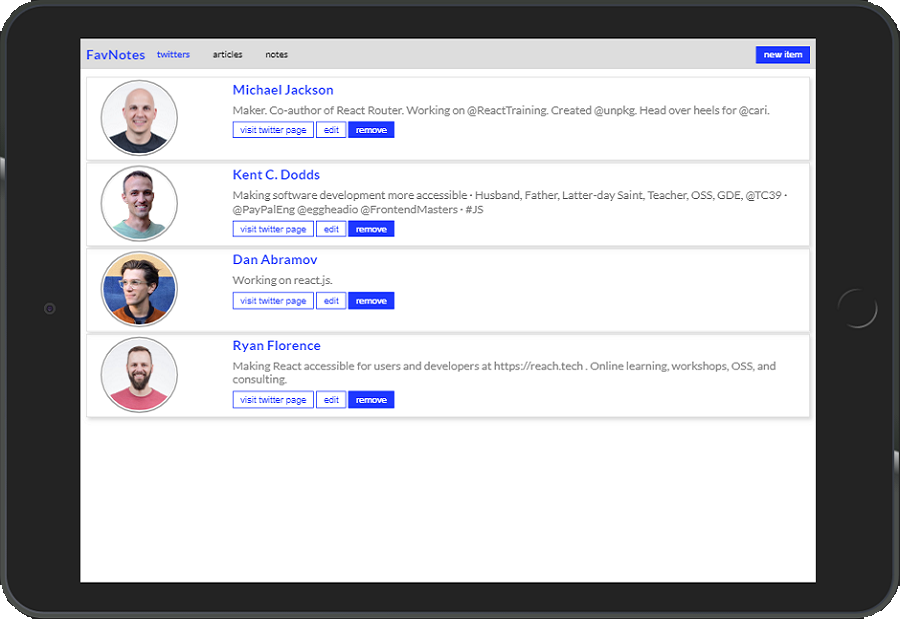 FavNotes twitters articles notes new item
Michael Jackson
Maker. Co-author of React Router. Working on @ReactTraining. Created @unpkg. Head over heels for @cari.
visit twitter page edit remove
Kent C. Dodds
Making software development more accessible · Husband, Father, Latter-day Saint, Teacher, OSS, GDE, @TC39 ·
@PayPalEng @eggheadio @FrontendMasters · #JS
visit twitter page edit remove
Dan Abramov
Working on react.js.
visit twitter page edit remove
Ryan Florence
Making React accessible for users and developers at https://reach.tech . Online learning, workshops, OSS, and
consulting.
visit twitter page edit remove